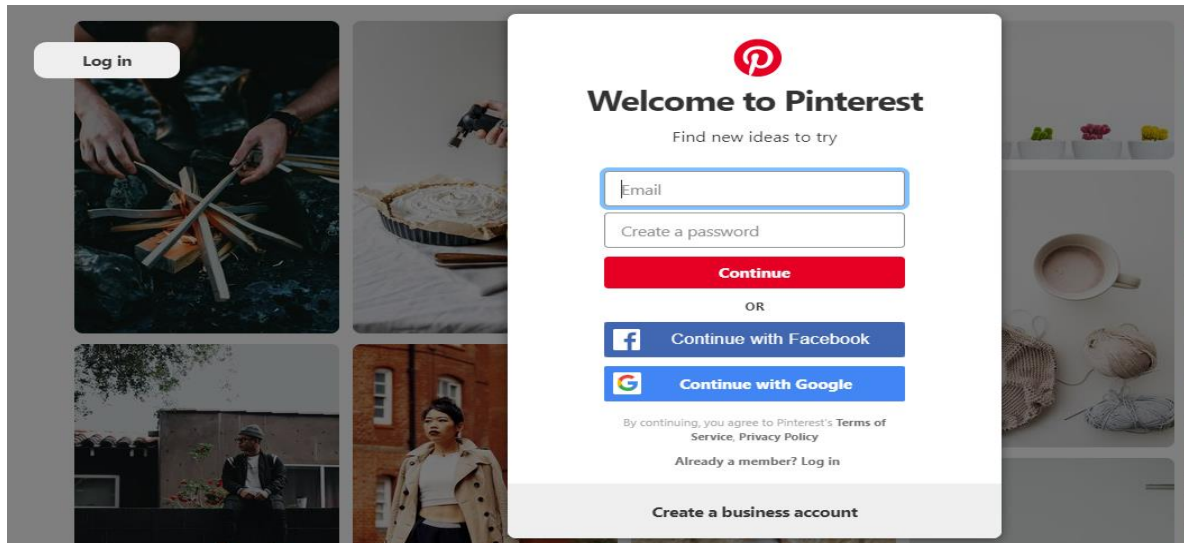 Log in
Welcome to Pinterest
Find new ideas to try
Email
Create a password
Continue
OR
Continue with Facebook
Continue with Google
By continuing, you agree to Pinterest's Terms of
Service, Privacy Policy
Already a member? Log in
Create a business account